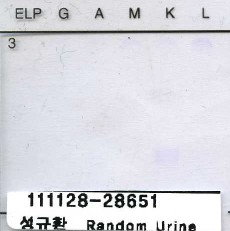 ELP G A M K L
3
111128-28651
성규환 Random Urine